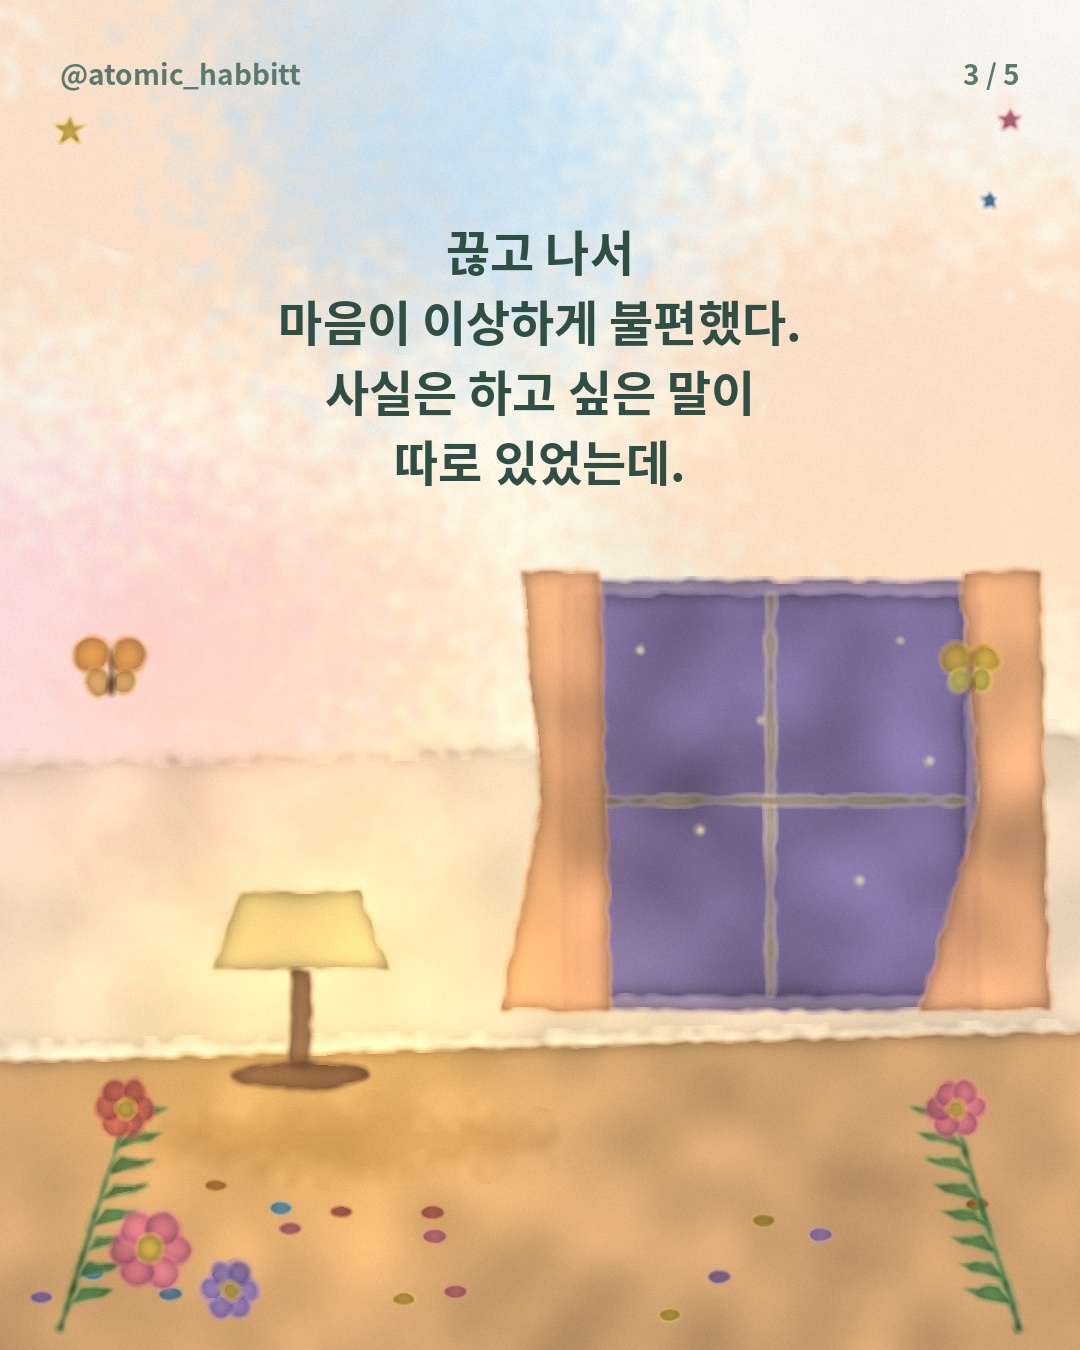 @atomic_habbitt
3 / 5
끊고 나서
마음이 이상하게 불편했다.
사실은 하고 싶은 말이
따로 있었는데.